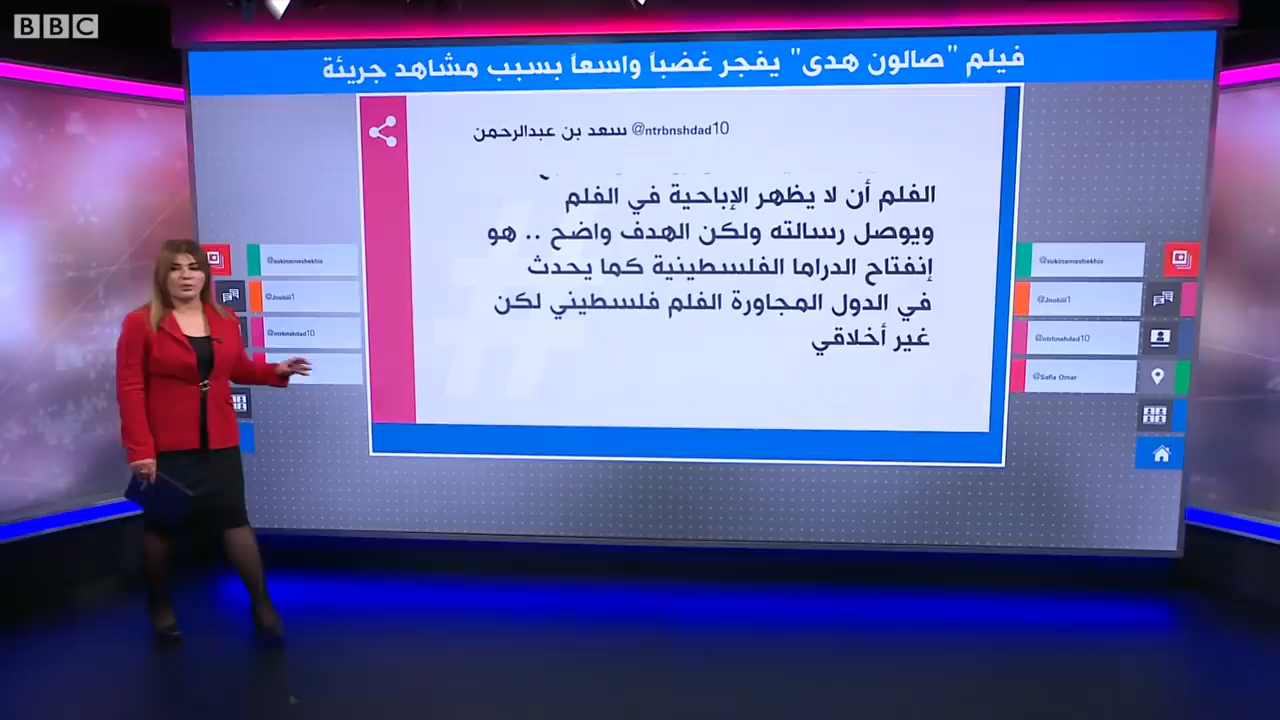 BBC
فيلم "صالون هدى" يفجر غضباً واسعاً بسبب مشاهد جريئة
سعد بن عبدالرحمن @ntrbnshdad10
الفلم أن لا يظهر الإباحية في الفلم
ويوصل رسالته ولكن الهدف واضح .. هو
إنفتاح الدراما الفلسطينية كما يحدث
في الدول المجاورة الفلم فلسطيني لكن
غير أخلاقي
@sukinameshekhis
@Jnobiii1
@ntrbnshdad10
@sukinameshekhis
@Jnobiii1
@ntrbnshdad10
@Safia Omar